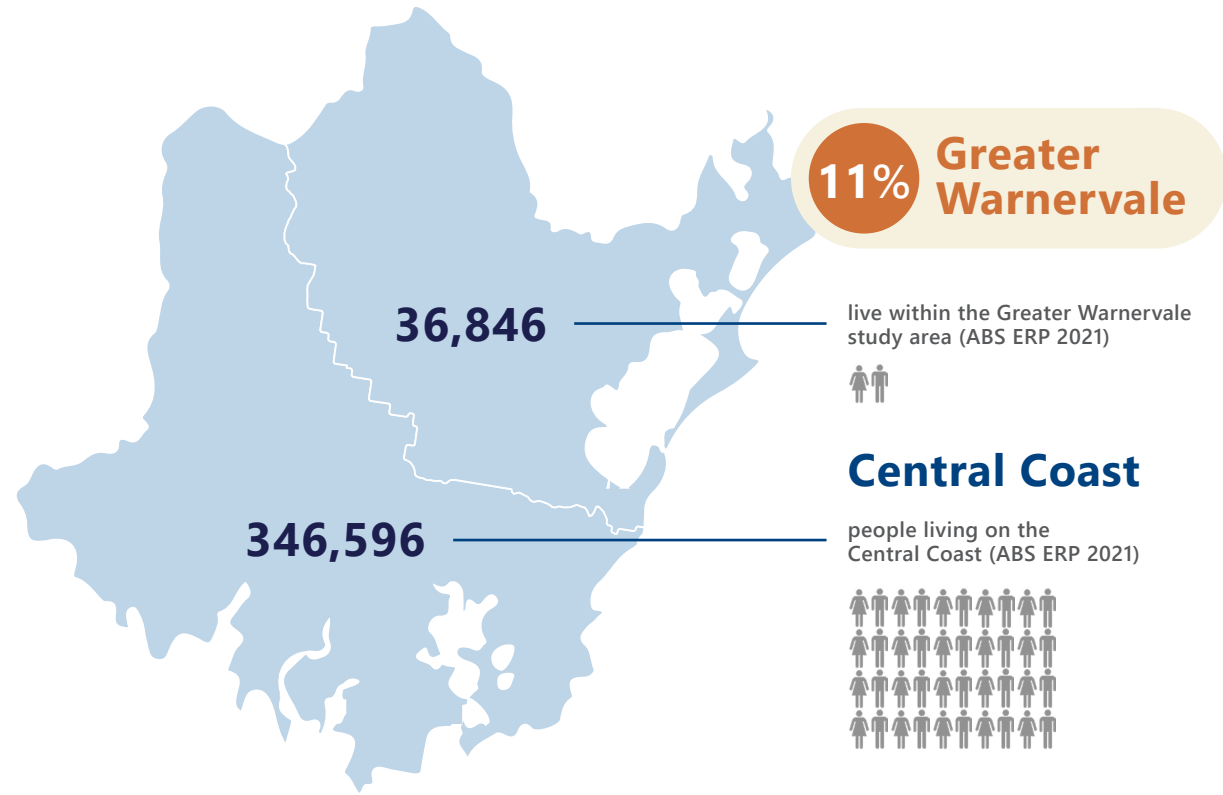 11%
Greater
Warnervale
36,846
live within the Greater Warnervale
study area (ABS ERP 2021)
Central Coast
346,596
people living on the
Central Coast (ABS ERP 2021)